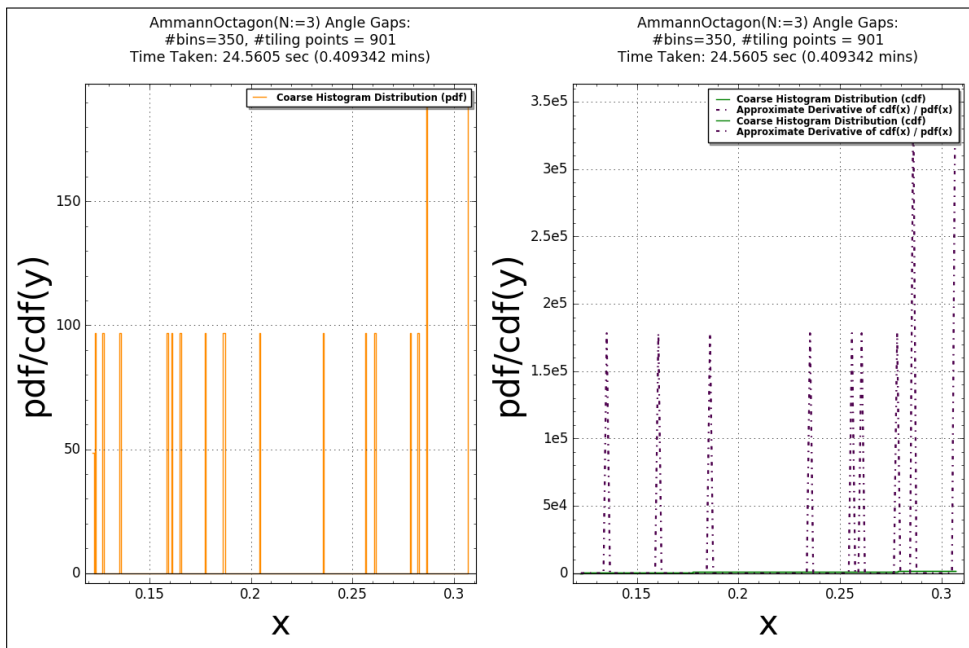 AmmannOctagon(N:=3) Angle Gaps:
#bins=350, #tiling points = 901
Time Taken: 24.5605 sec (0.409342 mins)
Coarse Histogram Distribution (pdf)
150
100
50
0
0.15
0.2
0.25
0.3
pdf/cdf(y)
x
AmmannOctagon(N:=3) Angle Gaps:
#bins=350, #tiling points = 901
Time Taken: 24.5605 sec (0.409342 mins)
Coarse Histogram Distribution (cdf)
Approximate Derivative of cdf(x) / pdf(x)
Coarse Histogram Distribution (cdf)
Approximate Derivative of cdf(x) / pdf(x)
3.5e5
3e5
2.5e5
2e5
1.5e5
1e5
5e4
0
0.15
0.2
0.25
0.3
pdf/cdf(y)
x